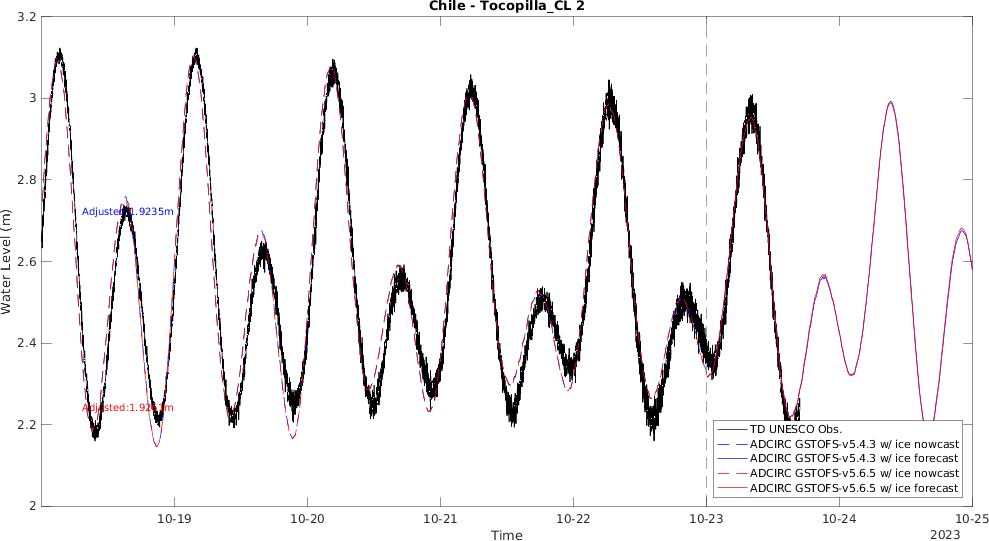 Chile - Tocopilla_CL 2
3.2
3
2.8
2.6
2.4
2.2
2
Water Level (m)
Adjusted:1.9235m
10-19
10-20
10-21
10-22
10-23
10-24
10-25
Time
2023
TD UNESCO Obs.
ADCIRC GSTOFS-v5.4.3 w/ ice nowcast
ADCIRC GSTOFS-v5.4.3 w/ ice forecast
ADCIRC GSTOFS-v5.6.5 w/ ice nowcast
ADCIRC GSTOFS-v5.6.5 w/ ice forecast